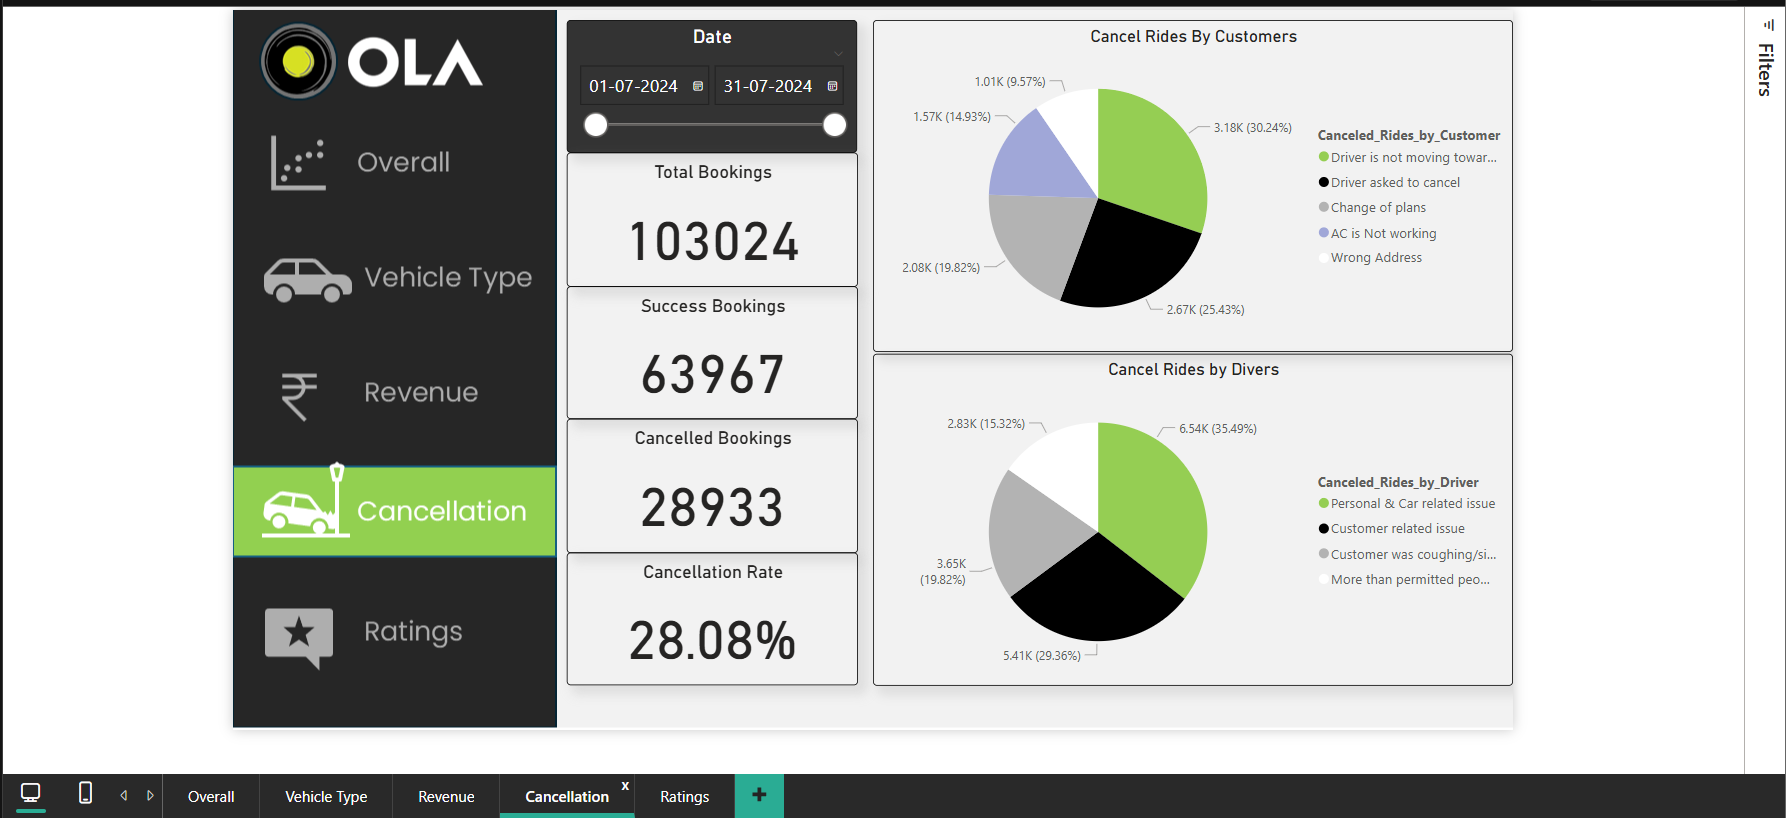 OLA
Overall
Vehicle Type
Revenue
Cancellation
Ratings
Date
01-07-2024
31-07-2024
Total Bookings
103024
Success Bookings
63967
Cancelled Bookings
28933
Cancellation Rate
28.08%
Cancel Rides By Customers
1.01K (9.57%)
1.57K (14.93%)
3.18K (30.24%)
2.08K (19.82%)
2.67K (25.43%)
Canceled_Rides_by_Customer
Driver is not moving towar...
Driver asked to cancel
Change of plans
AC is Not working
Wrong Address
Cancel Rides by Divers
2.83K (15.32%)
6.54K (35.49%)
3.65K
(19.82%)
5.41K (29.36%)
Canceled_Rides_by_Driver
Personal & Car related issue
Customer related issue
Customer was coughing/si...
More than permitted peo...
Filters
Overall
Vehicle Type
Revenue
Cancellation
x
Ratings
+